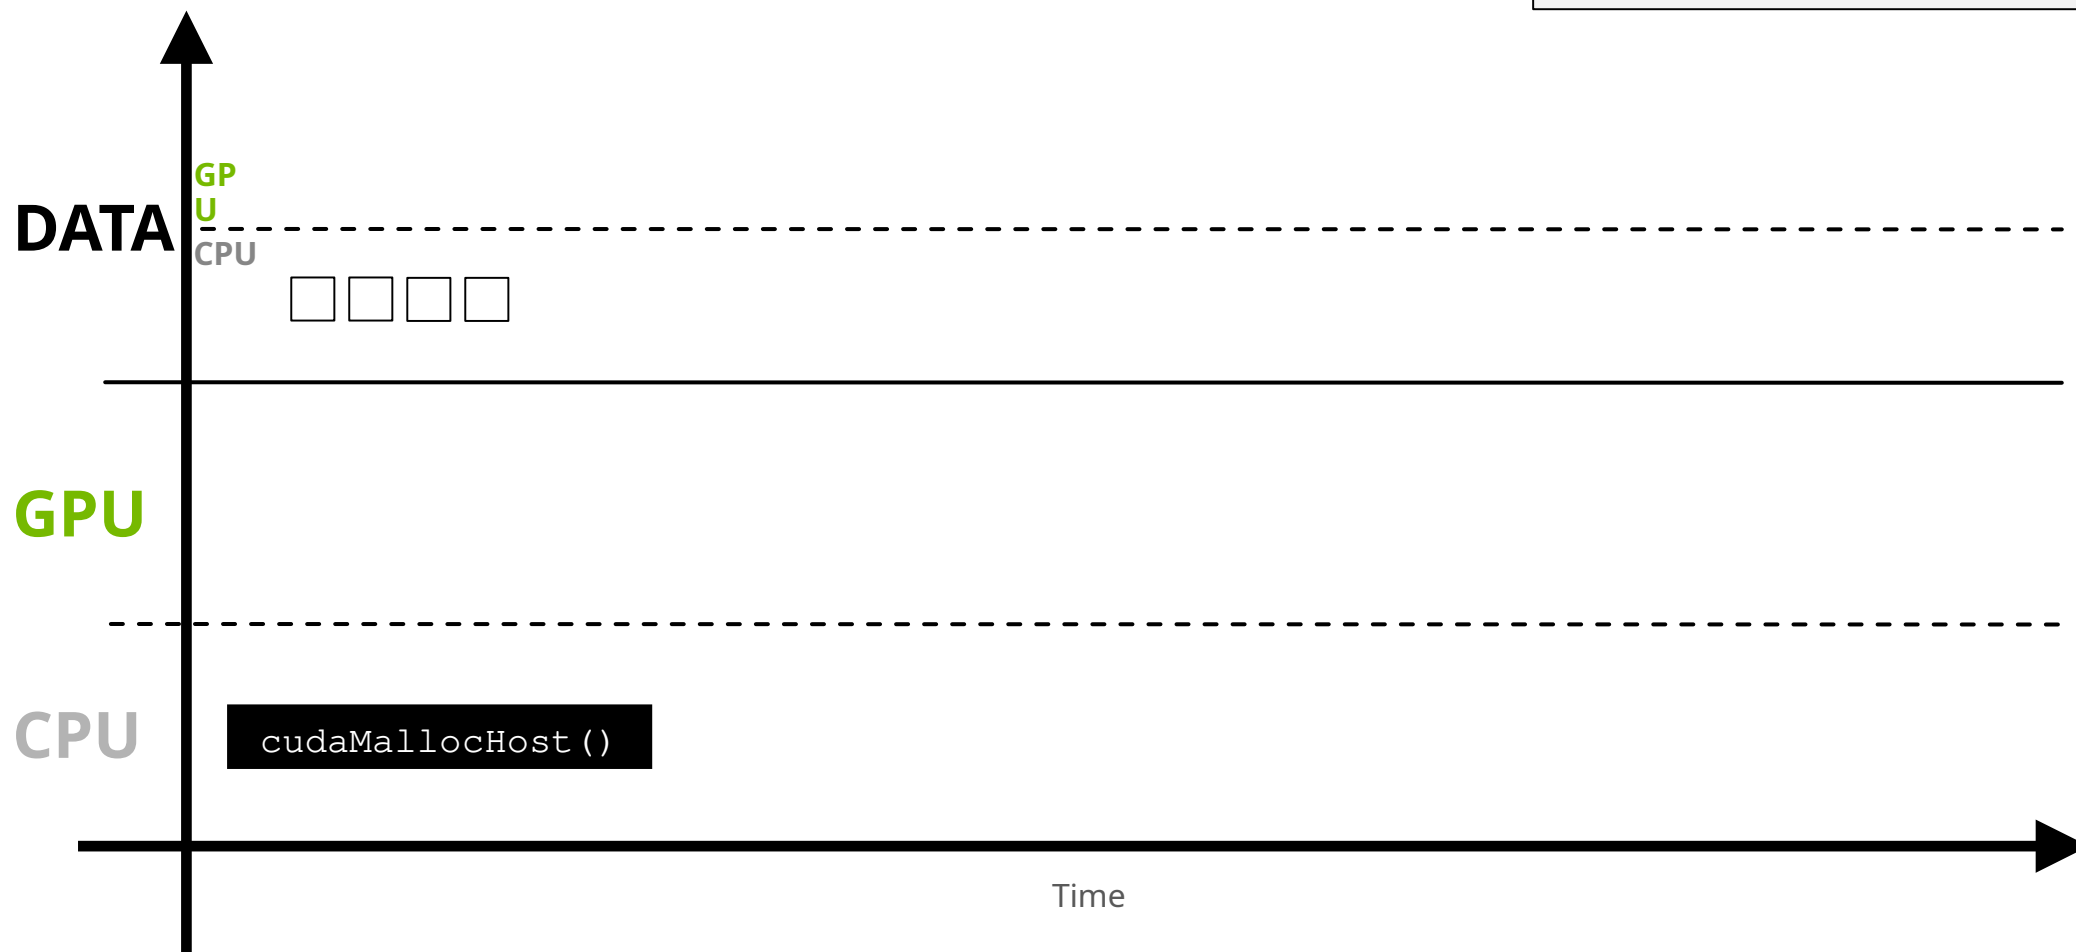 GP
U
DATA
CPU
GPU
CPU
cudaMallocHost()
Time